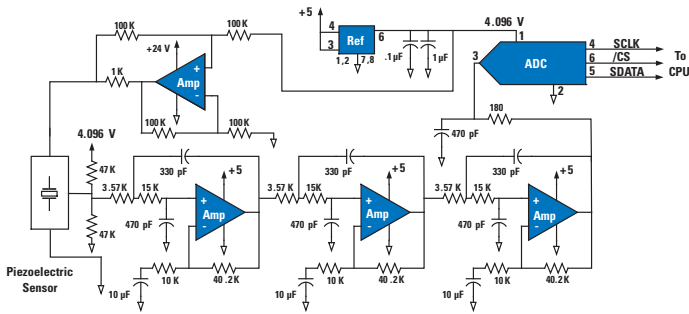 +5
4.096 V
100 K
100 K
+24 V
4
3
Ref
6
1,2
7,8
.1 µF
1 µF
1
3
ADC
4 SCLK
6 /CS
5 SDATA
To
CPU
2
1 K
+
Amp
-
180
100 K
100 K
470 pF
4.096 V
47 K
47 K
330 pF
+5
3.57 K
15 K
+
Amp
-
470 pF
10 K
40 .2 K
10 µF
330 pF
+5
3.57 K
15K
+
Amp
-
470 pF
10 K
40.2 K
10 µF
330 pF
+5
3.57 K
15 K
+
Amp
-
470 pF
10 K
40.2K
10 µF
Piezoelectric
Sensor